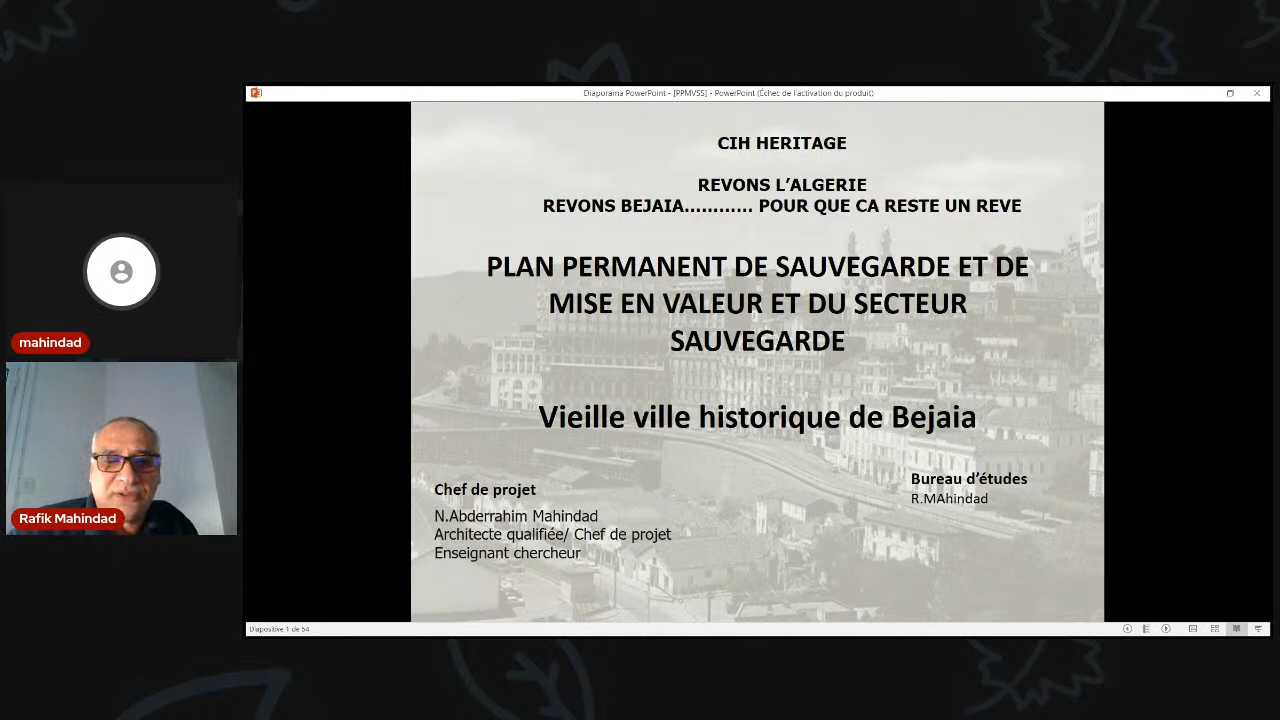 Diaporama PowerPoint - [PPMVSS] - PowerPoint (Échec de l'activation du produit)
CIH HERITAGE
REVONS L'ALGERIE
REVONS BEJAIA............ POUR QUE CA RESTE UN REVE
PLAN PERMANENT DE SAUVEGARDE ET DE
MISE EN VALEUR ET DU SECTEUR
SAUVEGARDE
Vieille ville historique de Bejaia
Chef de projet
N.Abderrahim Mahindad
Architecte qualifiée/ Chef de projet
Enseignant chercheur
Bureau d'études
R.MAhindad
mahindad
Rafik Mahindad
Diapositive 1 de 54